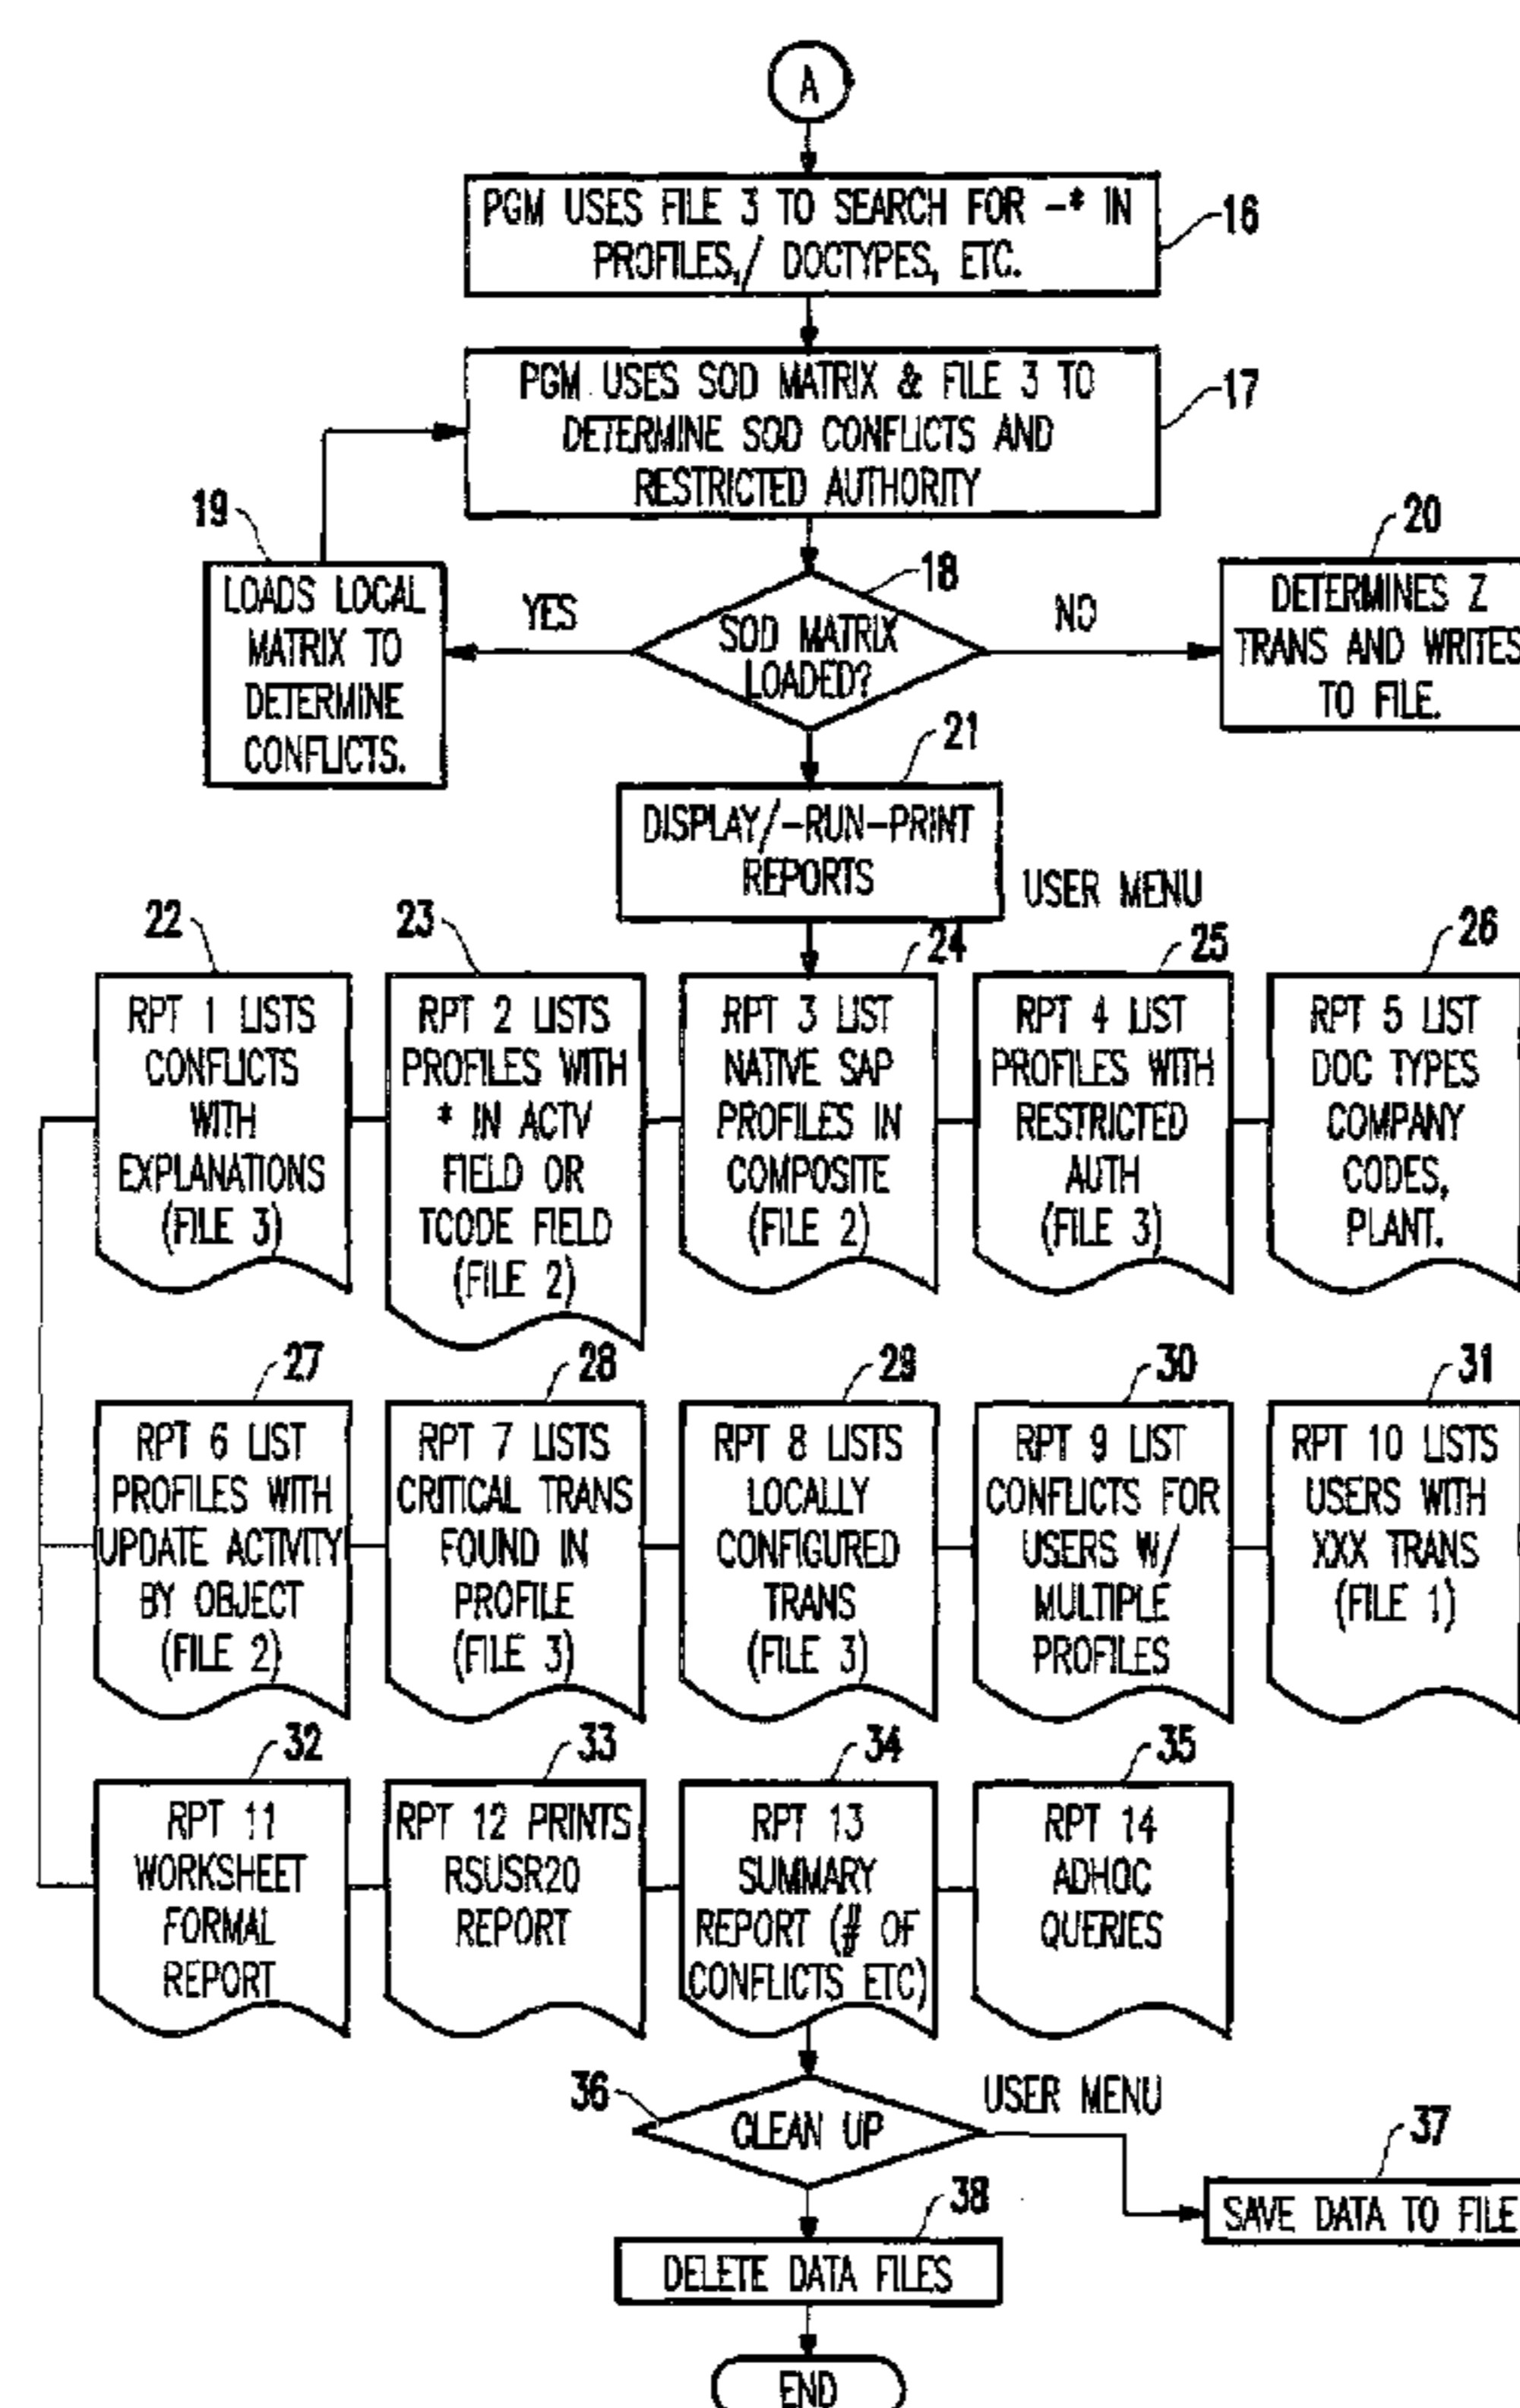 A
PGM USES FILE 3 TO SEARCH FOR -* IN
PROFILES,/ DOCTYPES, ETC.
16
PGM USES SOD MATRIX & FILE 3 TO
DETERMINE SOD CONFLICTS AND
RESTRICTED AUTHORITY
17
19
LOADS LOCAL
MATRIX TO
DETERMINE
CONFLICTS.
YES
18
SOD MATRIX
LOADED?
NO
20
DETERMINES Z
TRANS AND WRITES
TO FILE.
21
DISPLAY/-RUN-PRINT
REPORTS
USER MENU
22
RPT 1 LISTS
CONFLICTS
WITH
EXPLANATIONS
(FILE 3)
23
RPT 2 LISTS
PROFILES WITH
* IN ACTV
FIELD OR
TCODE FIELD
(FILE 2)
24
RPT 3 LIST
NATIVE SAP
PROFILES IN
COMPOSITE
(FILE 2)
25
RPT 4 LIST
PROFILES WITH
RESTRICTED
AUTH
(FILE 3)
26
RPT 5 LIST
DOC TYPES
COMPANY
CODES,
PLANT.
27
RPT 6 LIST
PROFILES WITH
UPDATE ACTIVITY
BY OBJECT
(FILE 2)
28
RPT 7 LISTS
CRITICAL TRANS
FOUND IN
PROFILE
(FILE 3)
29
RPT 8 LISTS
LOCALLY
CONFIGURED
TRANS
(FILE 3)
30
RPT 9 LIST
CONFLICTS FOR
USERS W/
MULTIPLE
PROFILES
31
RPT 10 LISTS
USERS WITH
XXX TRANS
(FILE 1)
32
RPT 11
WORKSHEET
FORMAL
REPORT
33
RPT 12 PRINTS
RSUSR20
REPORT
34
RPT 13
SUMMARY
REPORT (# OF
CONFLICTS ETC)
35
RPT 14
ADHOC
QUERIES
36
CLEAN UP
USER MENU
37
SAVE DATA TO FILE
38
DELETE DATA FILES
END